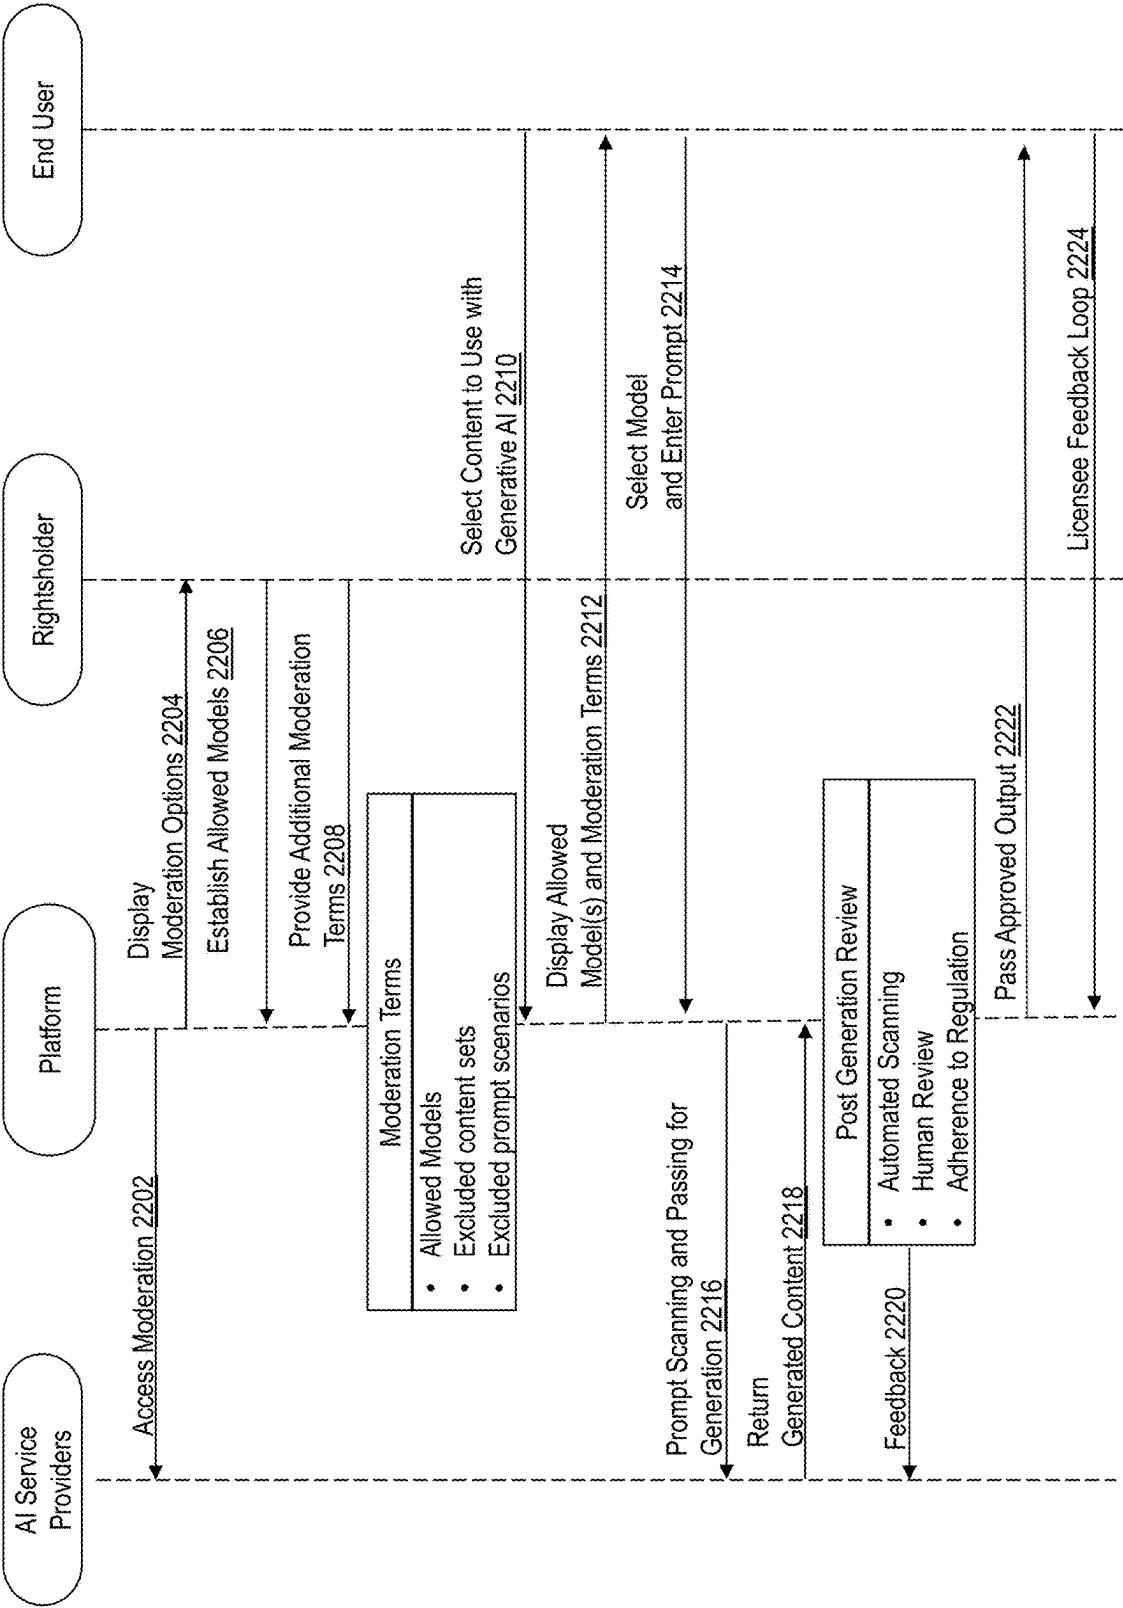 AI Service
Providers
Platform
Rightsholder
End User
Access Moderation 2202
Display
Moderation Options 2204
Establish Allowed Models 2206
Provide Additional Moderation
Terms 2208
Moderation Terms
• Allowed Models
• Excluded content sets
• Excluded prompt scenarios
Select Content to Use with
Generative AI 2210
Display Allowed
Model(s) and Moderation Terms 2212
Select Model
and Enter Prompt 2214
Prompt Scanning and Passing for
Generation 2216
Return
Generated Content 2218
Post Generation Review
• Automated Scanning
• Human Review
• Adherence to Regulation
Feedback 2220
Pass Approved Output 2222
Licensee Feedback Loop 2224